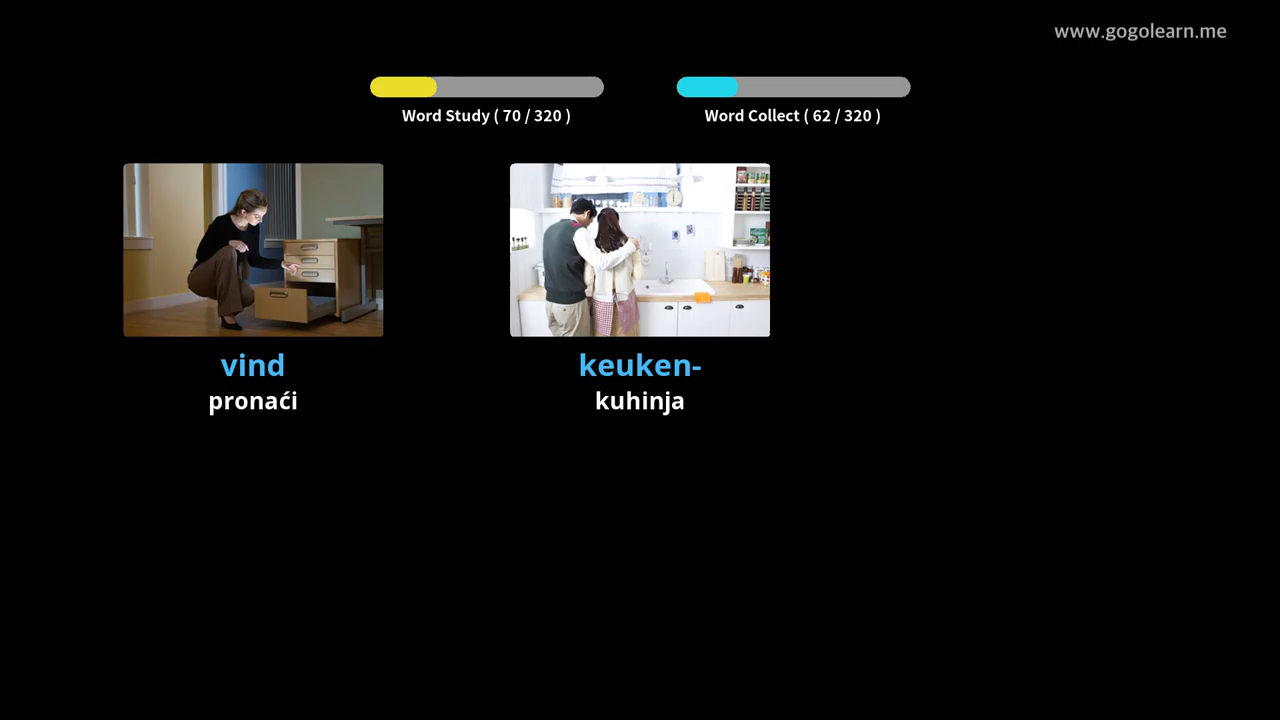 www.gogolearn.me
Word Study ( 70 / 320 )
Word Collect ( 62 / 320 )
vind
pronaći
keuken-
kuhinja